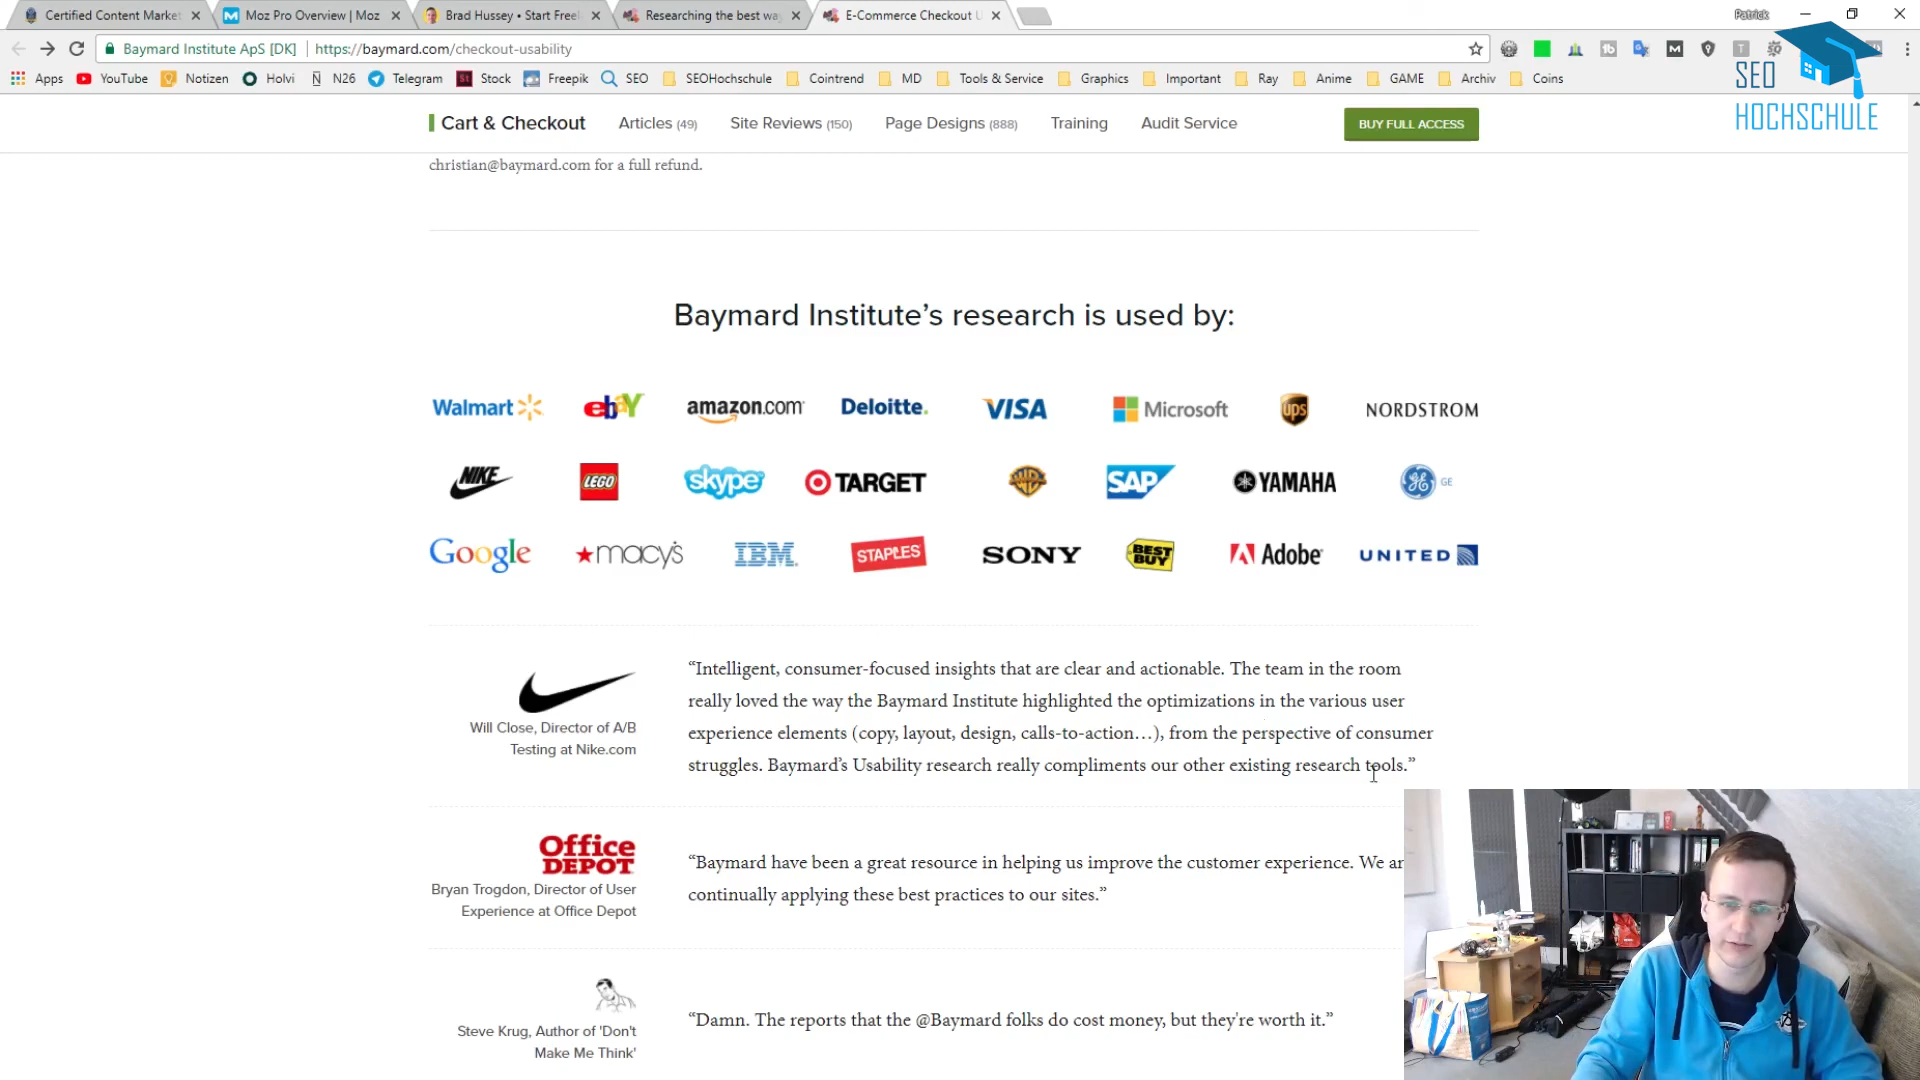 Certified Content Market
Moz Pro Overview | Moz
Brad Hussey • Start Free
Researching the best wa
E-Commerce Checkout U
Patrick
Baymard Institute ApS [DK]
https://baymard.com/checkout-usability
Apps
YouTube
Notizen
Holvi
N26
Telegram
Stock
Freepik
SEO
SEOHochschule
Cointrend
MD
Tools & Service
Graphics
Important
Ray
Anime
GAME
Archiv
Coins
SEO
HOCHSCHULE
Cart & Checkout
Articles (49)
Site Reviews (150)
Page Designs (888)
Training
Audit Service
BUY FULL ACCESS
christian@baymard.com for a full refund.
Baymard Institute’s research is used by:
Walmart
ebaY
amazon.com
Deloitte.
VISA
Microsoft
ups
NORDSTROM
NIKE
LEGO
skype
TARGET
SAP
YAMAHA
GE
Google
macy's
IBM
STAPLES
SONY
BEST BUY
Adobe
UNITED
“Intelligent, consumer-focused insights that are clear and actionable. The team in the room
really loved the way the Baymard Institute highlighted the optimizations in the various user
experience elements (copy, layout, design, calls-to-action…), from the perspective of consumer
struggles. Baymard’s Usability research really compliments our other existing research tools.”
Will Close, Director of A/B
Testing at Nike.com
Office
DEPOT
Bryan Trogdon, Director of User
Experience at Office Depot
“Baymard have been a great resource in helping us improve the customer experience. We ar
continually applying these best practices to our sites.”
Steve Krug, Author of 'Don't
Make Me Think'
“Damn. The reports that the @Baymard folks do cost money, but they're worth it.”